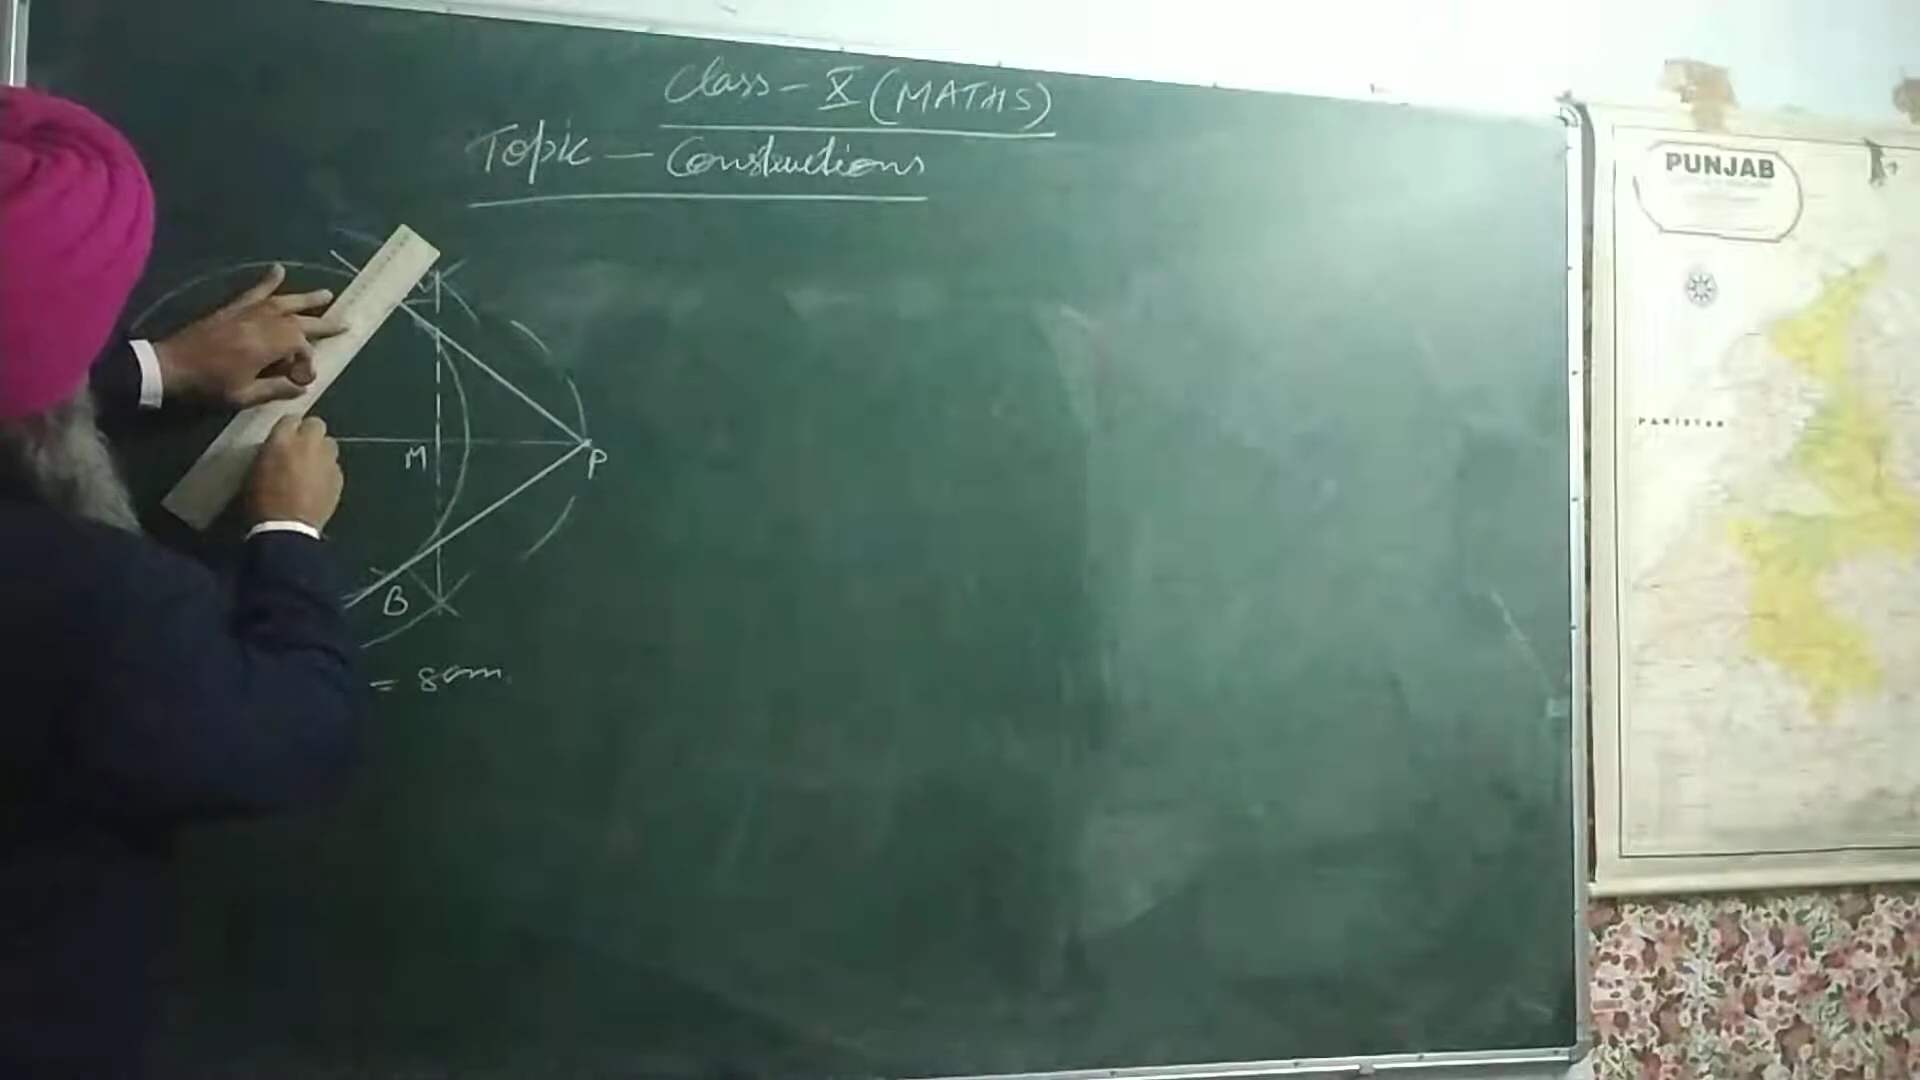 Class - X (MATHS)
Topic - Constructions
M
P
B
= 8cm.
PUNJAB
PAKISTAN